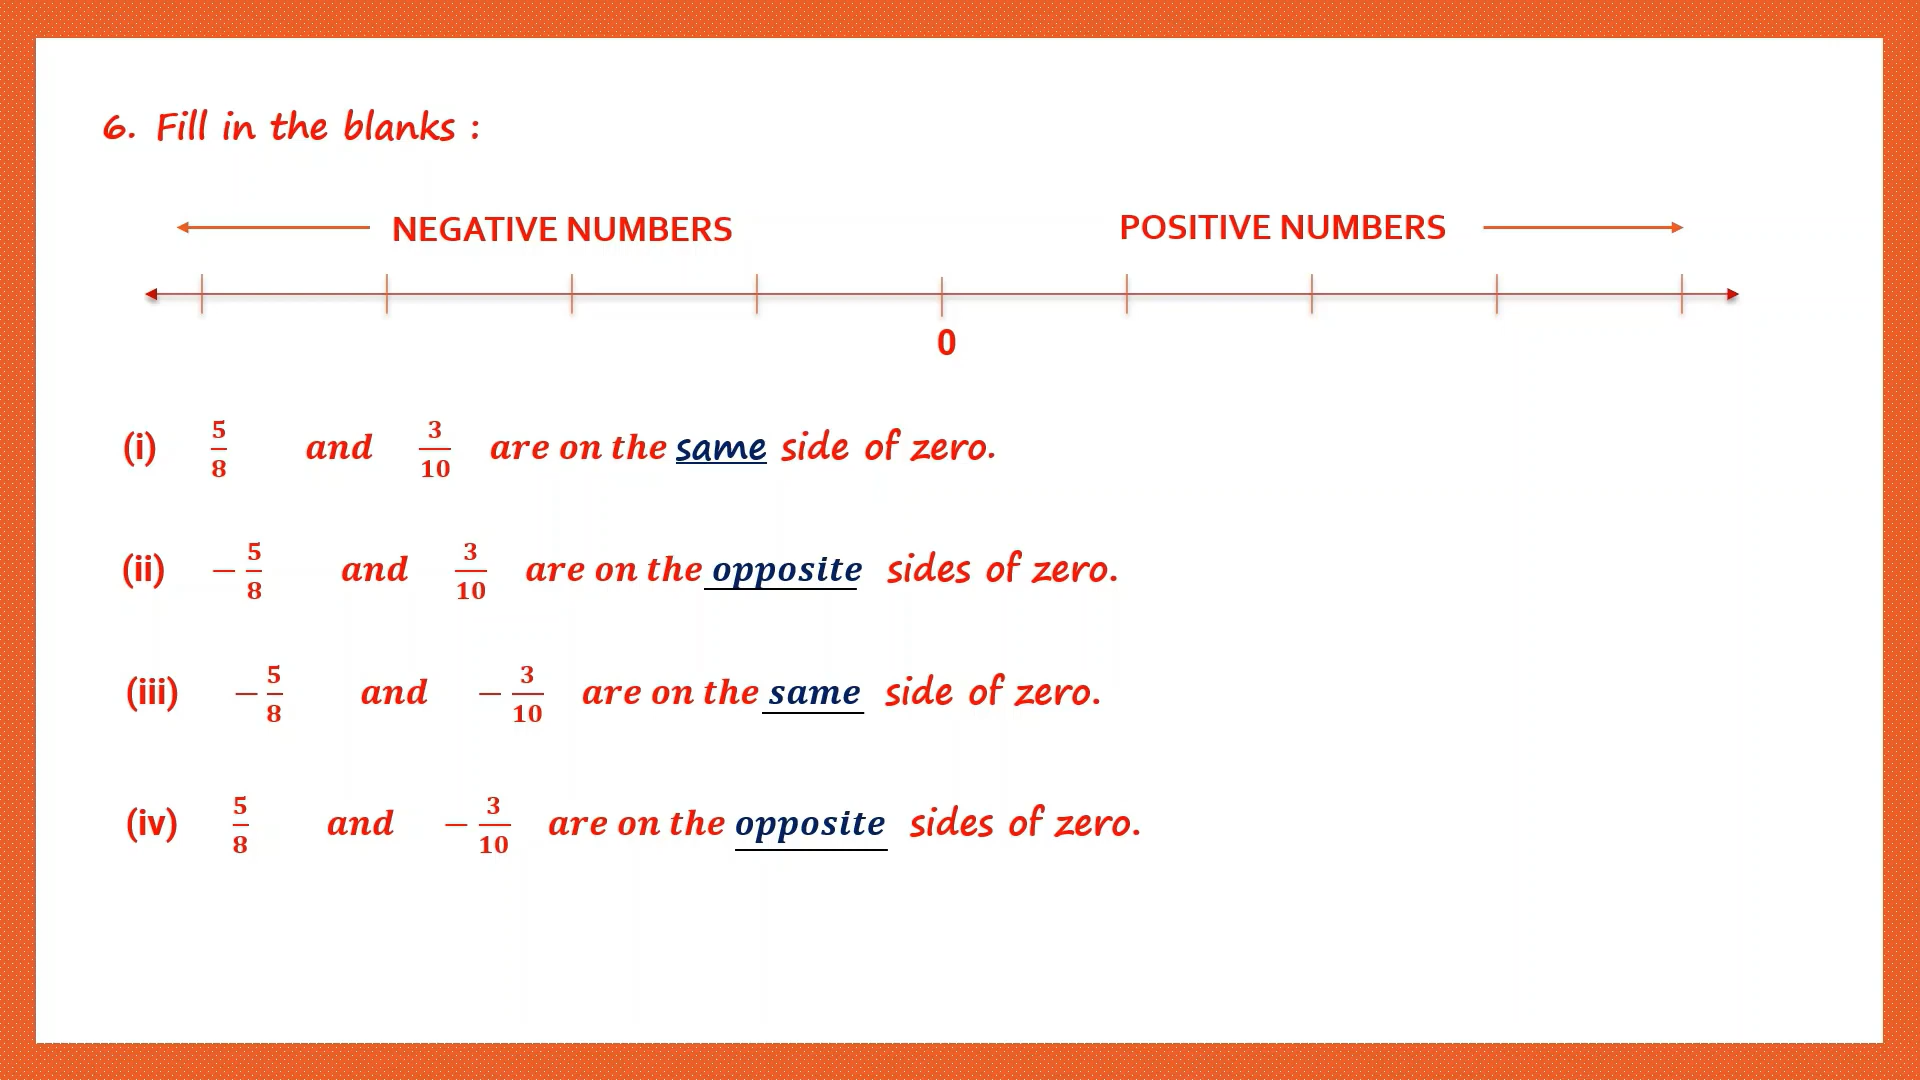 6. Fill in the blanks :
NEGATIVE NUMBERS POSITIVE NUMBERS
0
(i) 5/8 and 3/10 are on the same side of zero.
(ii) −5/8 and 3/10 are on the opposite sides of zero.
(iii) −5/8 and −3/10 are on the same side of zero.
(iv) 5/8 and −3/10 are on the opposite sides of zero.